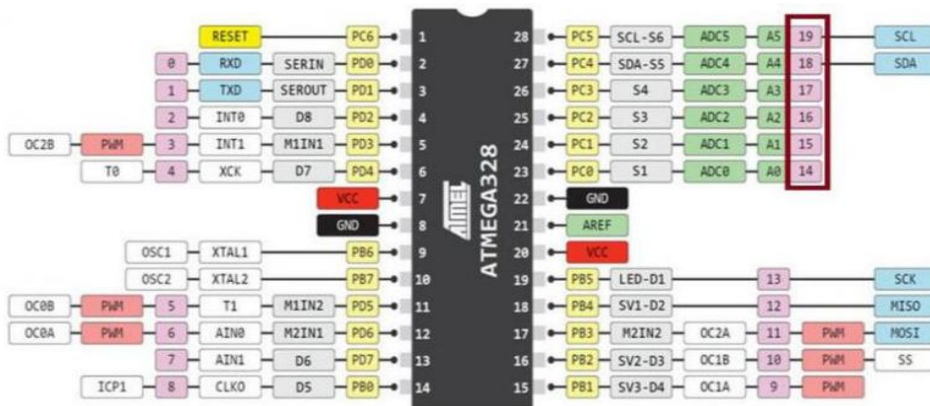 RESET PC6 1 28 PC5 SCL-S6 ADC5 A5 19 SCL
0 RXD SERIN PD0 2 27 PC4 SDA-S5 ADC4 A4 18 SDA
1 TXD SEROUT PD1 3 26 PC3 S4 ADC3 A3 17
2 INT0 D8 PD2 4 25 PC2 S3 ADC2 A2 16
OC2B PWM 3 INT1 M1IN1 PD3 5 24 PC1 S2 ADC1 A1 15
T0 4 XCK D7 PD4 6 23 PC0 S1 ADC0 A0 14
VCC 7 22 GND
GND 8 21 AREF
OSC1 XTAL1 PB6 9 20 VCC
OSC2 XTAL2 PB7 10 19 PB5 LED-D1 13 SCK
OC0B PWM 5 T1 M1IN2 PD5 11 18 PB4 SV1-D2 12 MISO
OC0A PWM 6 AIN0 M2IN1 PD6 12 17 PB3 M2IN2 OC2A 11 PWM MOSI
7 AIN1 D6 PD7 13 16 PB2 SV2-D3 OC1B 10 PWM SS
ICP1 8 CLKO D5 PB0 14 15 PB1 SV3-D4 OC1A 9 PWM
ATMEL
ATMEGA328